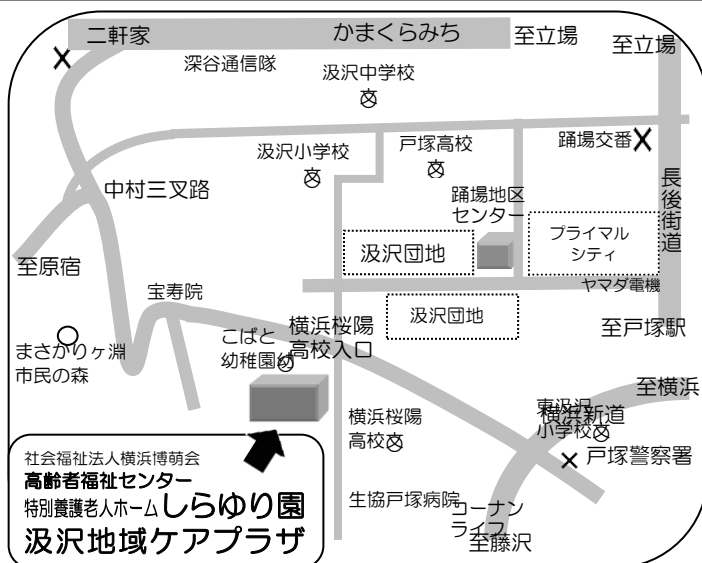 二軒家
かまくらみち
至立場
至立場
深谷通信隊
汲沢中学校
汲沢小学校
戸塚高校
踊場交番
踊場地区
センター
長後街道
中村三叉路
汲沢団地
プライマル
シティ
至原宿
ヤマダ電機
宝寿院
汲沢団地
至戸塚駅
まさかりヶ淵
市民の森
こばと
幼稚園幼
横浜桜陽
高校入口
至横浜
横浜桜陽
高校
東汲沢
小学校
横浜新道
戸塚警察署
生協戸塚病院
コーナン
ライフ
至藤沢
社会福祉法人横浜博萌会
高齢者福祉センター
特別養護老人ホームしらゆり園
汲沢地域ケアプラザ